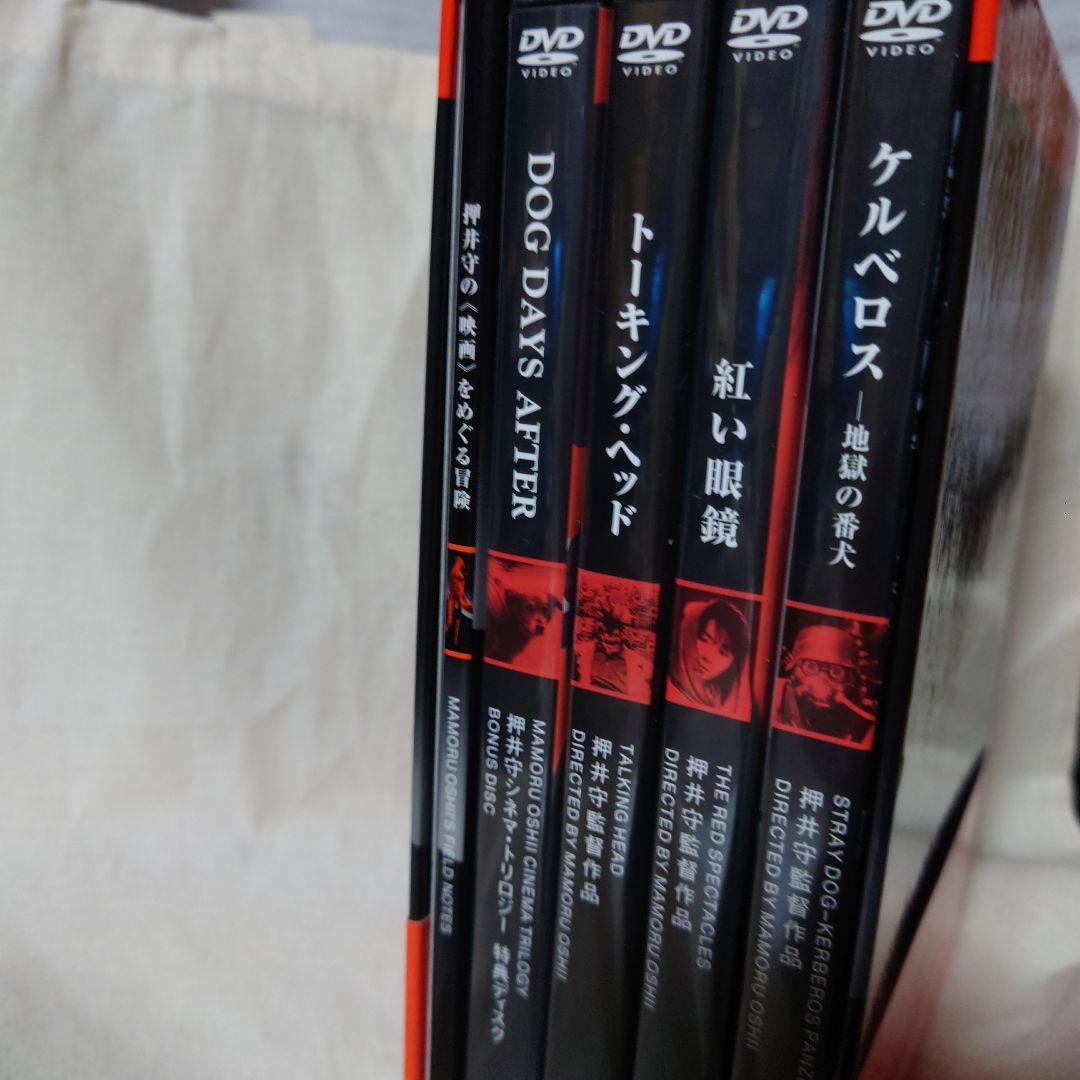 押井守の《映画》をめぐる冒険
MAMORU OSHII'S FIELD NOTES
DVD
VIDEO
DOG DAYS AFTER
MAMORU OSHII CINEMA TRILOGY
押井守・シネマ・トリロジー 特典ディスク
BONUS DISC
DVD
VIDEO
トーキング・ヘッド
TALKING HEAD
押井守監督作品
DIRECTED BY MAMORU OSHII
DVD
VIDEO
紅い眼鏡
THE RED SPECTACLES
押井守監督作品
DIRECTED BY MAMORU OSHII
DVD
VIDEO
ケルベロス―地獄の番犬
STRAY DOG-KERBEROS PANZ
押井守監督作品
DIRECTED BY MAMORU OSHII